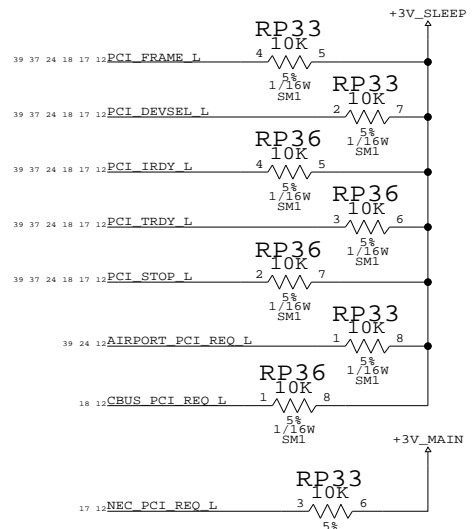 +3V_SLEEP
RP33
10K
39 37 24 18 17 12 PCI_FRAME_L 4 5
5%
1/16W
SM1
RP33
10K
39 37 24 18 17 12 PCI_DEVSEL_L 2 7
5%
1/16W
SM1
RP36
10K
39 37 24 18 17 12 PCI_IRDY_L 4 5
5%
1/16W
SM1
RP36
10K
39 37 24 18 17 12 PCI_TRDY_L 3 6
5%
1/16W
SM1
RP36
10K
39 37 24 18 17 12 PCI_STOP_L 2 7
5%
1/16W
SM1
RP33
10K
39 24 12 AIRPORT_PCI_REQ_L 1 8
5%
1/16W
SM1
RP36
10K
18 12 CBUS_PCI_REQ_L 1 8
5%
1/16W
SM1
+3V_MAIN
RP33
10K
17 12 NEC_PCI_REQ_L 3 6
5%